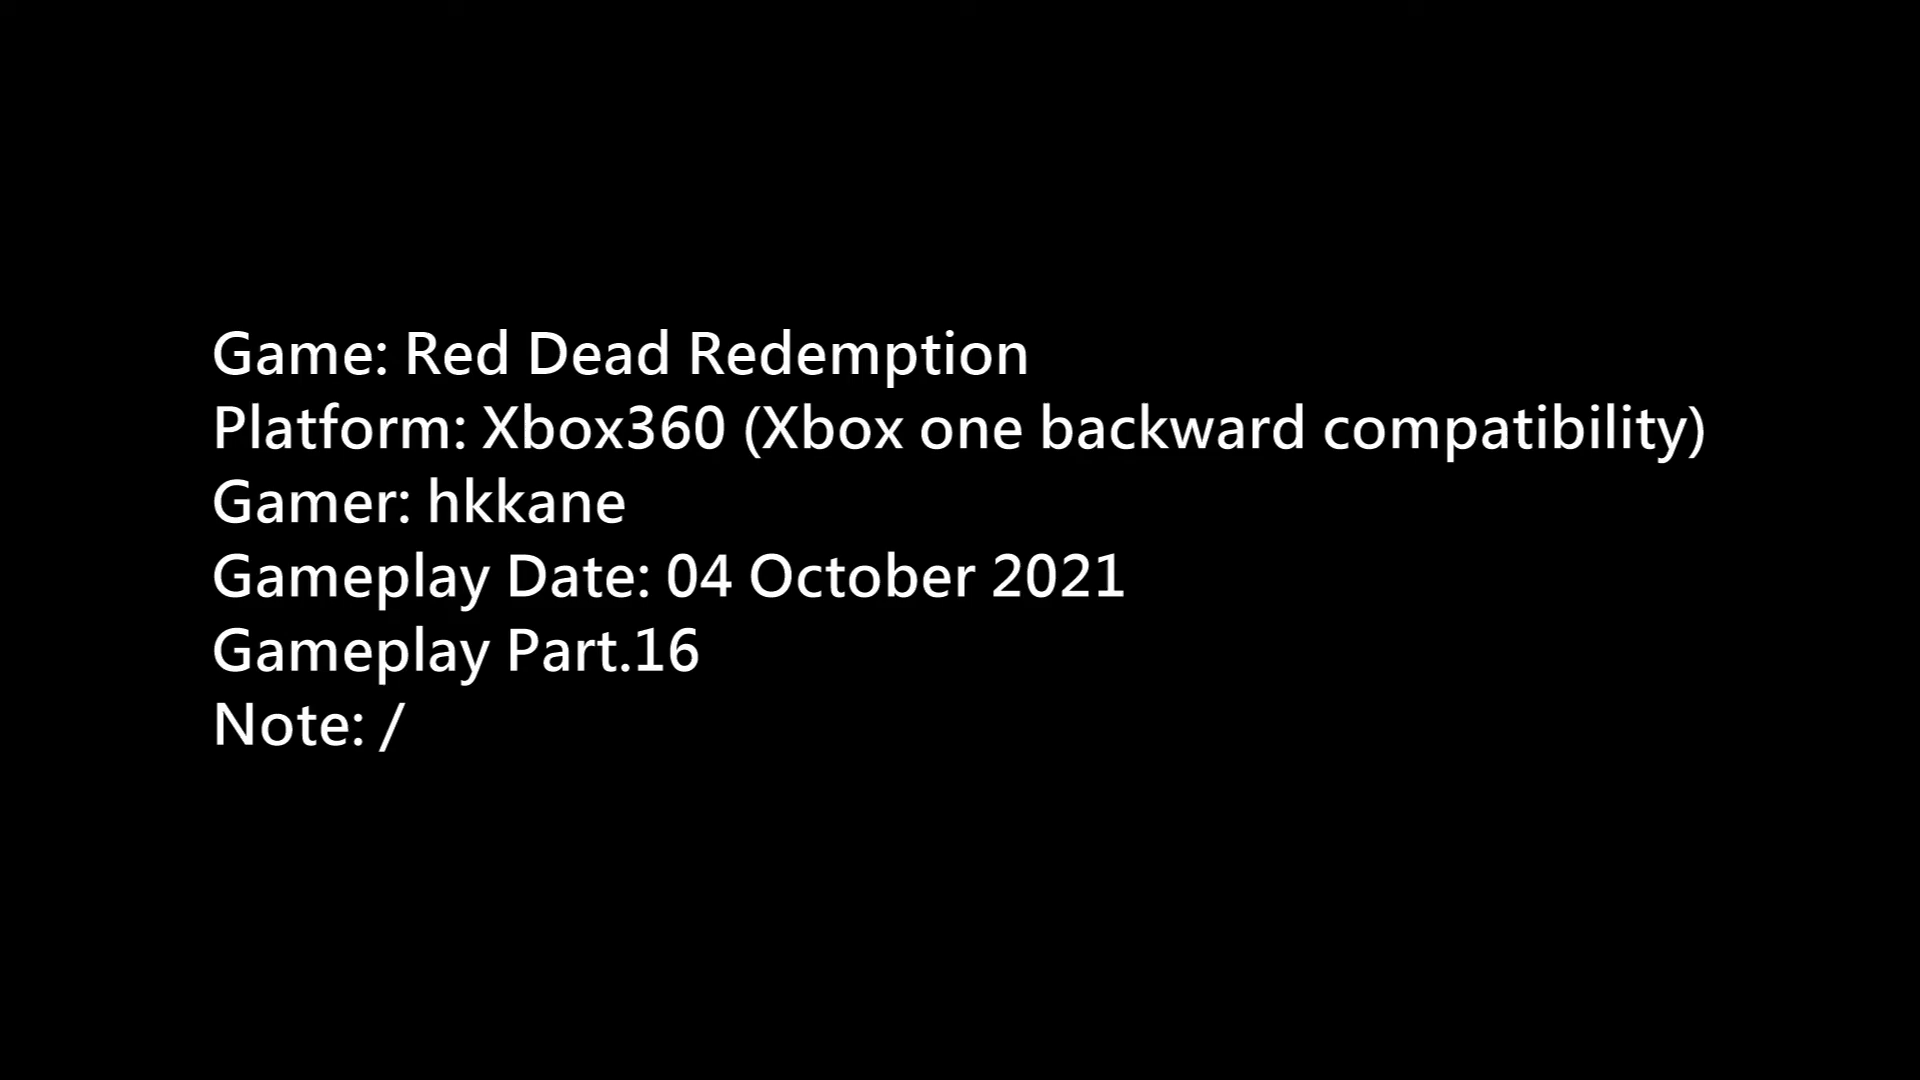 Game: Red Dead Redemption
Platform: Xbox360 (Xbox one backward compatibility)
Gamer: hkkane
Gameplay Date: 04 October 2021
Gameplay Part.16
Note: /